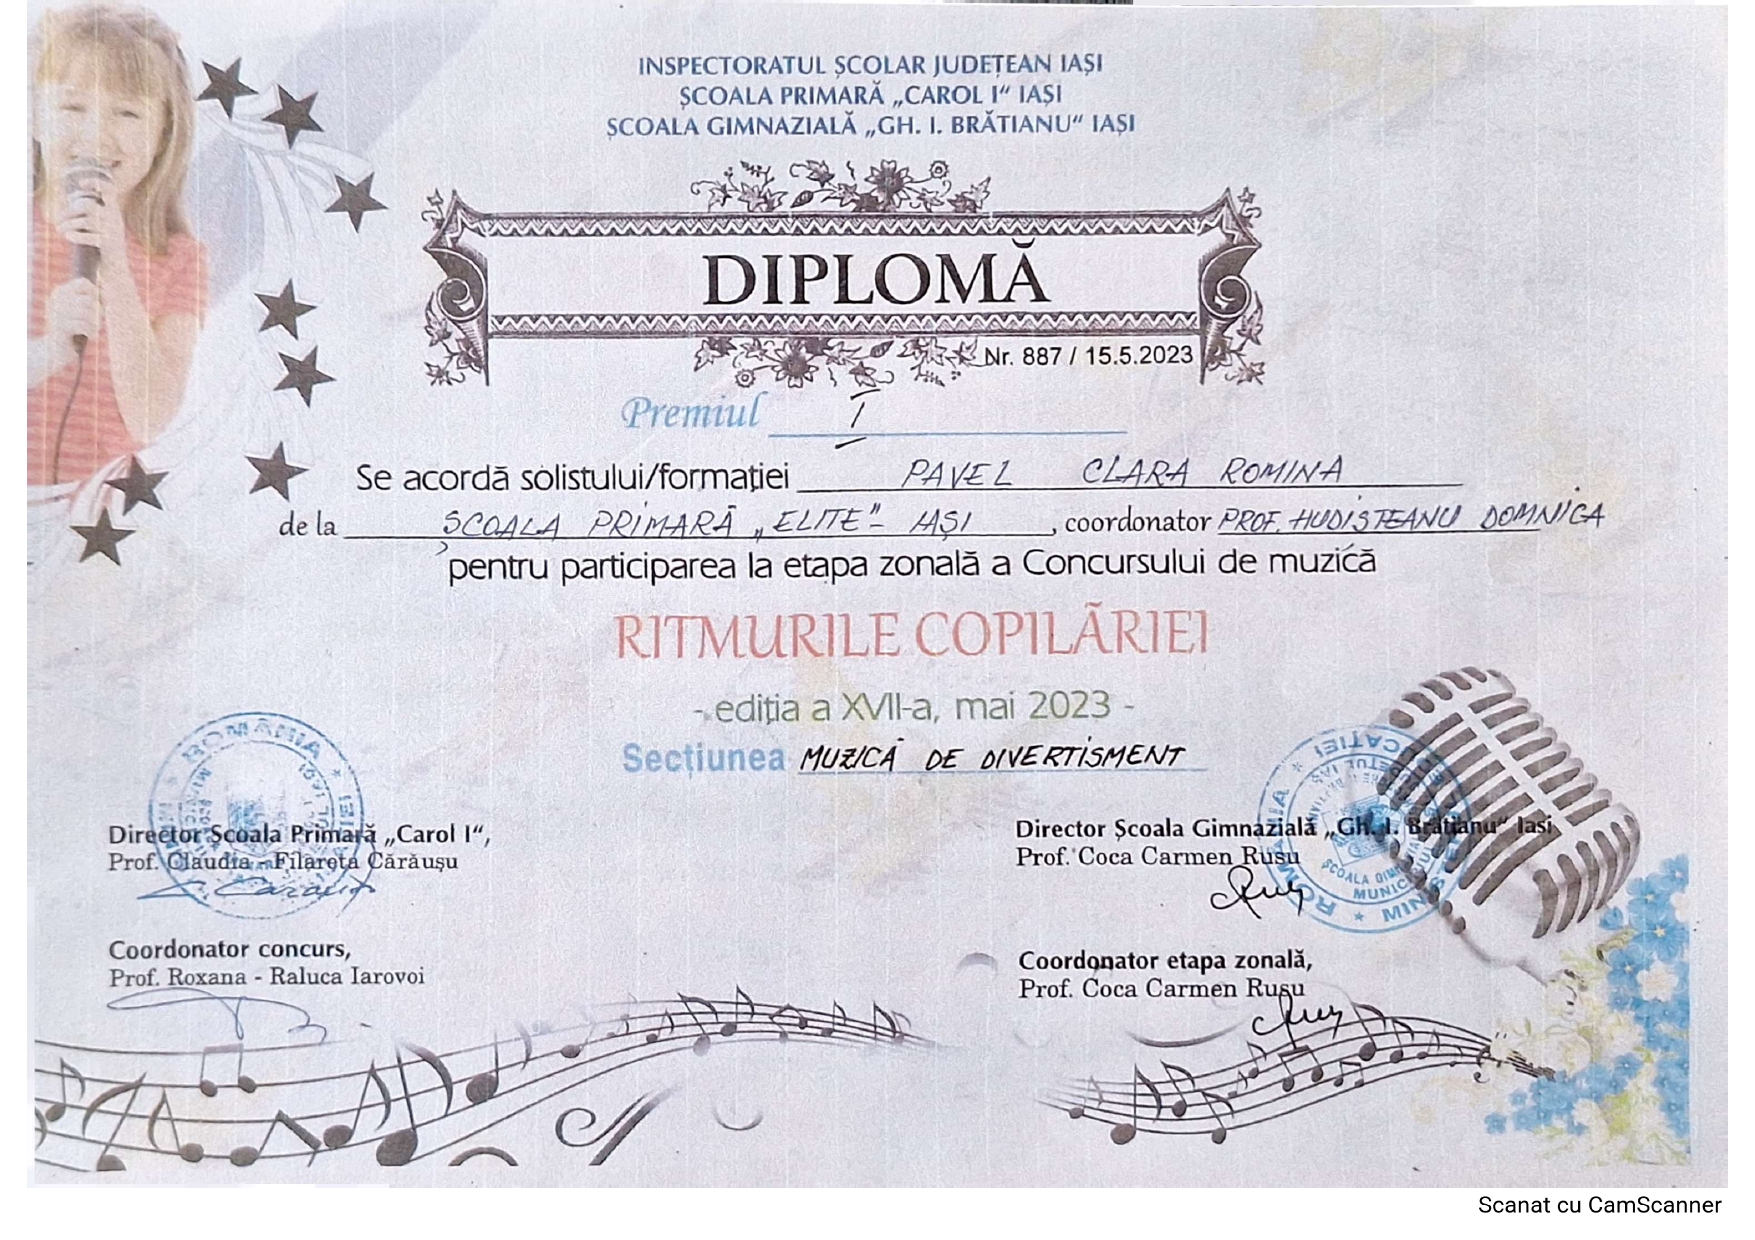 INSPECTORATUL ȘCOLAR JUDEȚEAN IAȘI
ȘCOALA PRIMARĂ „CAROL I“ IAȘI
ȘCOALA GIMNAZIALĂ „GH. I. BRĂTIANU“ IAȘI
DIPLOMĂ
Nr. 887 / 15.5.2023
Premiul I
Se acordă solistului/formației PAVEL CLARA ROMINA
de la ȘCOALA PRIMARĂ „ELITE" IAȘI, coordonator PROF. HUDIȘTEANU DOMNICA
pentru participarea la etapa zonală a Concursului de muzică
RITMURILE COPILĂRIEI
- ediția a XVII-a, mai 2023 -
Secțiunea MUZICĂ DE DIVERTISMENT
Director Școala Primară „Carol I“,
Prof. Claudia - Filareta Cărăușu
Director Școala Gimnazială „Gh. I. Brătianu“ Iași
Prof. Coca Carmen Rusu
Coordonator concurs,
Prof. Roxana - Raluca Iarovoi
Coordonator etapa zonală,
Prof. Coca Carmen Rusu
ROMANIA
ROMANIA
Scanat cu CamScanner